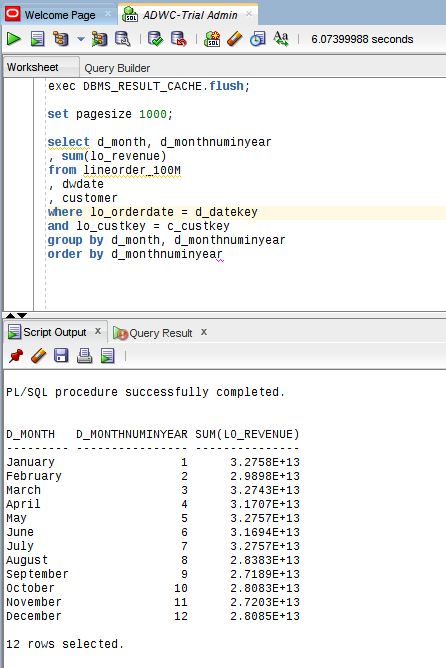 Welcome Page x ADWC-Trial Admin x
SQL
SQL Aa 6.07399988 seconds
Worksheet Query Builder
exec DBMS_RESULT_CACHE.flush;
set pagesize 1000;
select d_month, d_monthnuminyear
, sum(lo_revenue)
from lineorder_100M
, dwdate
, customer
where lo_orderdate = d_datekey
and lo_custkey = c_custkey
group by d_month, d_monthnuminyear
order by d_monthnuminyear
Script Output x Query Result x
PL/SQL procedure successfully completed.
D_MONTH D_MONTHNUMINYEAR SUM(LO_REVENUE)
--------- ---------------- ---------------
January 1 3.2758E+13
February 2 2.9898E+13
March 3 3.2743E+13
April 4 3.1707E+13
May 5 3.2757E+13
June 6 3.1694E+13
July 7 3.2757E+13
August 8 2.8383E+13
September 9 2.7189E+13
October 10 2.8083E+13
November 11 2.7203E+13
December 12 2.8085E+13
12 rows selected.